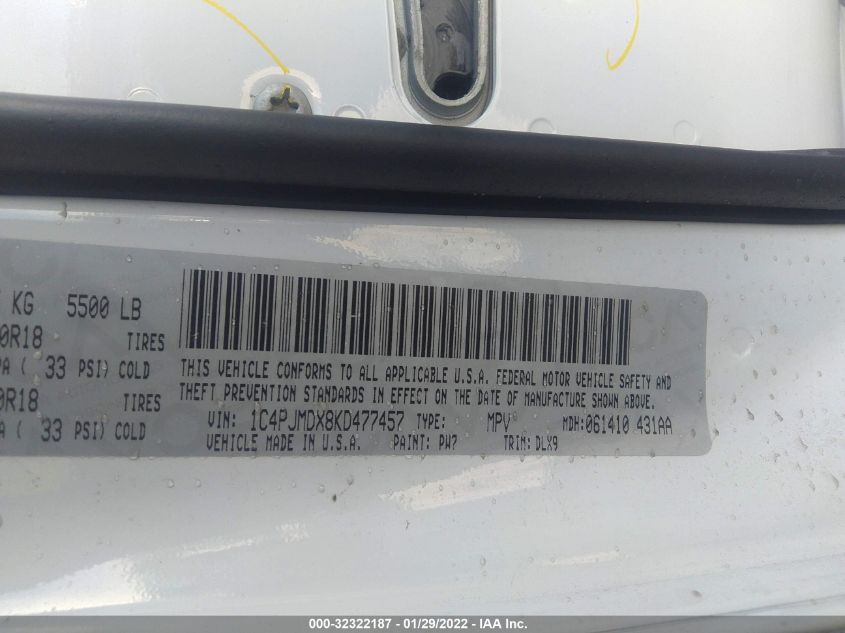 KG 5500 LB
0R18 TIRES
PA ( 33 PSI) COLD
0R18 TIRES
A ( 33 PSI) COLD
THIS VEHICLE CONFORMS TO ALL APPLICABLE U.S.A. FEDERAL MOTOR VEHICLE SAFETY AND
THEFT PREVENTION STANDARDS IN EFFECT ON THE DATE OF MANUFACTURE SHOWN ABOVE.
VIN: 1C4PJMDX8KD477457 TYPE: MPV MDH:061410 431AA
VEHICLE MADE IN U.S.A. PAINT: PW7 TRIM: DLX9
000-32322187 - 01/29/2022 - IAA Inc.